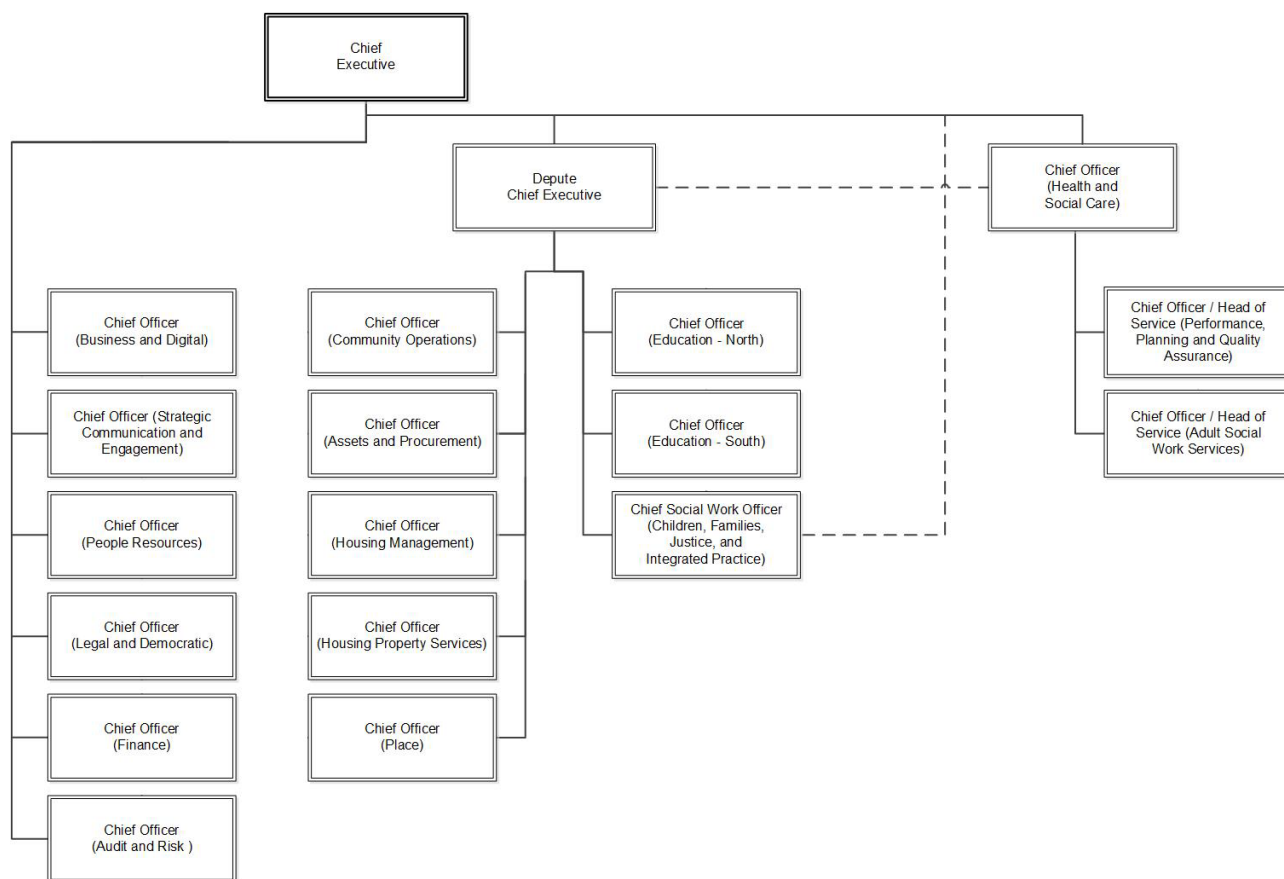 Chief
Executive
Depute
Chief Executive
Chief Officer
(Health and
Social Care)
Chief Officer
(Business and Digital)
Chief Officer (Strategic
Communication and
Engagement)
Chief Officer
(People Resources)
Chief Officer
(Legal and Democratic)
Chief Officer
(Finance)
Chief Officer
(Audit and Risk )
Chief Officer
(Community Operations)
Chief Officer
(Assets and Procurement)
Chief Officer
(Housing Management)
Chief Officer
(Housing Property Services)
Chief Officer
(Place)
Chief Officer
(Education - North)
Chief Officer
(Education - South)
Chief Social Work Officer
(Children, Families,
Justice, and
Integrated Practice)
Chief Officer / Head of
Service (Performance,
Planning and Quality
Assurance)
Chief Officer / Head of
Service (Adult Social
Work Services)